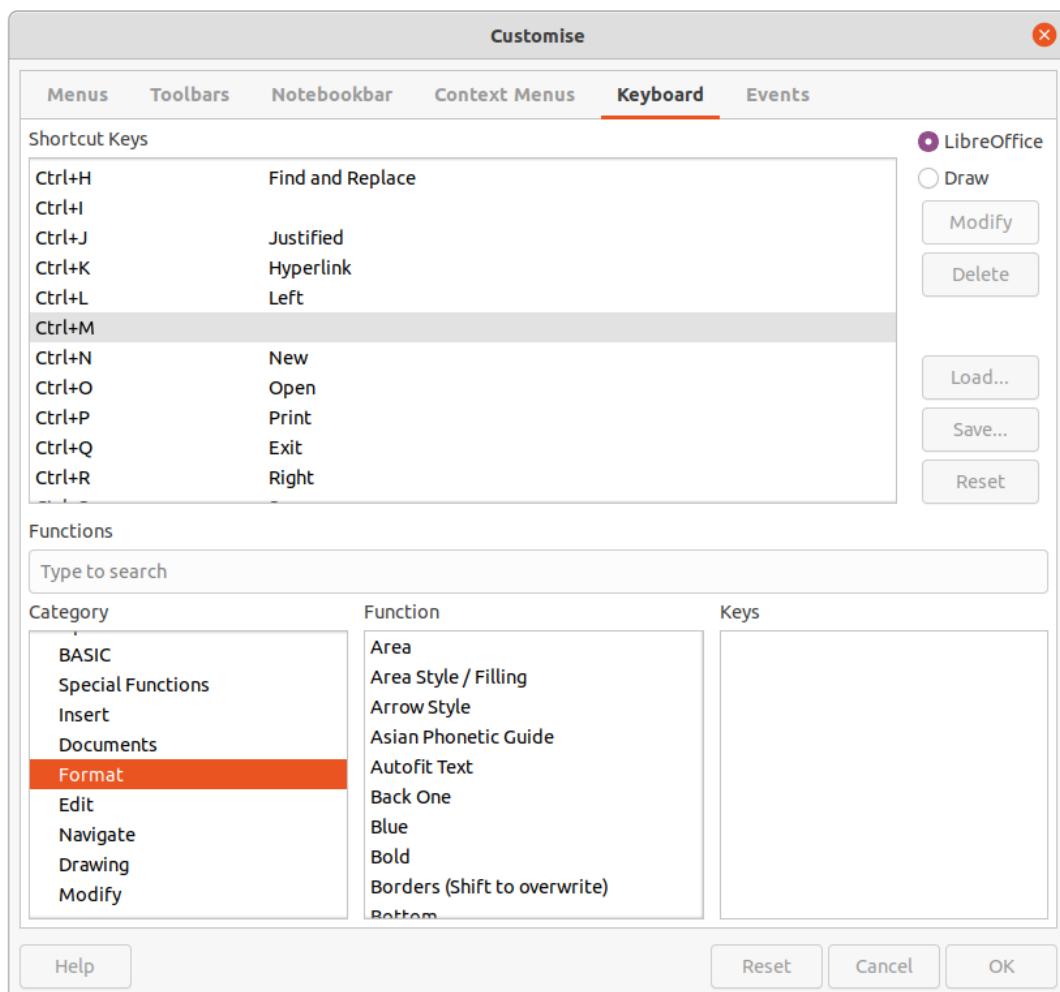 Customise
Menus Toolbars Notebookbar Context Menus Keyboard Events
Shortcut Keys
Ctrl+H Find and Replace
Ctrl+I
Ctrl+J Justified
Ctrl+K Hyperlink
Ctrl+L Left
Ctrl+M
Ctrl+N New
Ctrl+O Open
Ctrl+P Print
Ctrl+Q Exit
Ctrl+R Right
LibreOffice
Draw
Modify
Delete
Load...
Save...
Reset
Functions
Type to search
Category
BASIC
Special Functions
Insert
Documents
Format
Edit
Navigate
Drawing
Modify
Function
Area
Area Style / Filling
Arrow Style
Asian Phonetic Guide
Autofit Text
Back One
Blue
Bold
Borders (Shift to overwrite)
Bottom
Keys
Help Reset Cancel OK